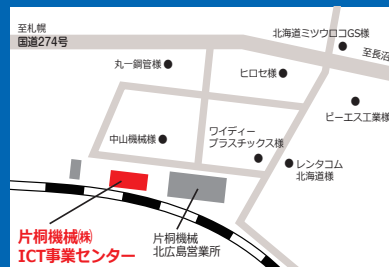 至札幌
国道274号
北海道ミツウロコGS様
至長沼
丸一鋼管様
ヒロセ様
ピーエス工業様
中山機械様
ワイディー
プラスチックス様
レンタコム
北海道様
片桐機械㈱
ICT事業センター
片桐機械
北広島営業所